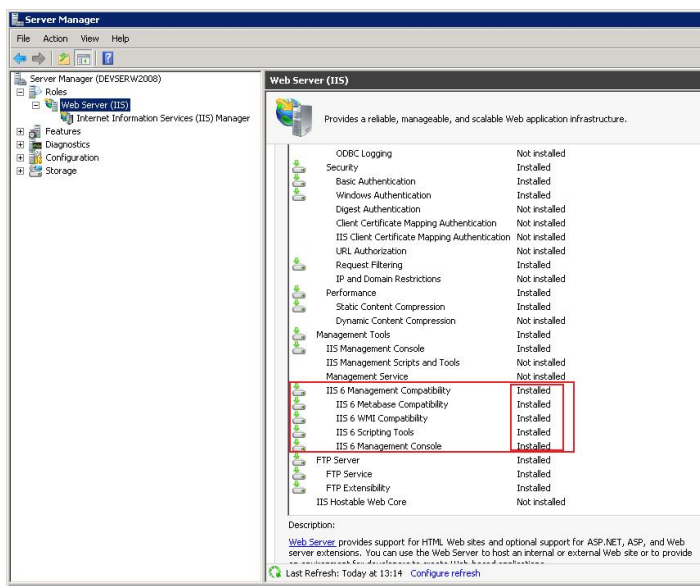 Server Manager
File Action View Help
Server Manager (DEVSERW2008)
Roles
Web Server (IIS)
Internet Information Services (IIS) Manager
Features
Diagnostics
Configuration
Storage
Web Server (IIS)
Provides a reliable, manageable, and scalable Web application infrastructure.
ODBC Logging Not installed
Security Installed
Basic Authentication Installed
Windows Authentication Installed
Digest Authentication Not installed
Client Certificate Mapping Authentication Not installed
IIS Client Certificate Mapping Authentication Not installed
URL Authorization Not installed
Request Filtering Installed
IP and Domain Restrictions Not installed
Performance Installed
Static Content Compression Installed
Dynamic Content Compression Not installed
Management Tools Installed
IIS Management Console Installed
IIS Management Scripts and Tools Not installed
Management Service Not installed
IIS 6 Management Compatibility Installed
IIS 6 Metabase Compatibility Installed
IIS 6 WMI Compatibility Installed
IIS 6 Scripting Tools Installed
IIS 6 Management Console Installed
FTP Server Installed
FTP Service Installed
FTP Extensibility Installed
IIS Hostable Web Core Not installed
Description:
Web Server provides support for HTML Web sites and optional support for ASP.NET, ASP, and Web
server extensions. You can use the Web Server to host an internal or external Web site or to provide
an environment for developers to create Web-based applications.
Last Refresh: Today at 13:14 Configure refresh